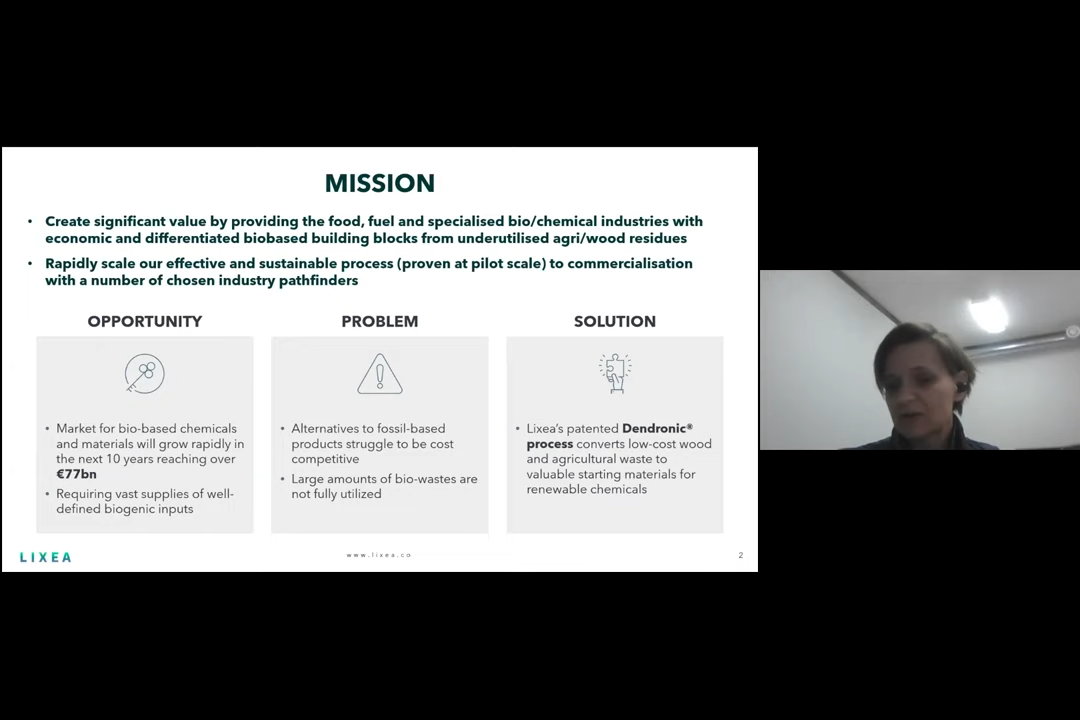 MISSION
• Create significant value by providing the food, fuel and specialised bio/chemical industries with
economic and differentiated biobased building blocks from underutilised agri/wood residues
• Rapidly scale our effective and sustainable process (proven at pilot scale) to commercialisation
with a number of chosen industry pathfinders
OPPORTUNITY
• Market for bio-based chemicals
and materials will grow rapidly in
the next 10 years reaching over
€77bn
• Requiring vast supplies of well-
defined biogenic inputs
PROBLEM
• Alternatives to fossil-based
products struggle to be cost
competitive
• Large amounts of bio-wastes are
not fully utilized
SOLUTION
• Lixea's patented Dendronic®
process converts low-cost wood
and agricultural waste to
valuable starting materials for
renewable chemicals
LIXEA
www.lixea.co
2